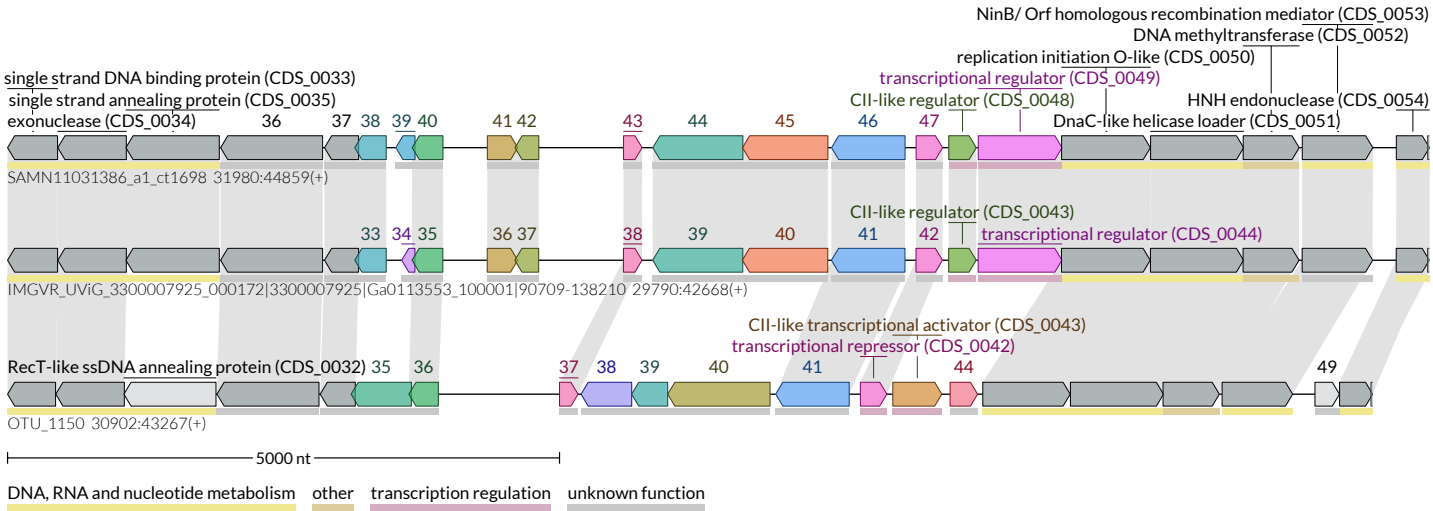 NinB/ Orf homologous recombination mediator (CDS_0053)
DNA methyltransferase (CDS_0052)
replication initiation O-like (CDS_0050)
single strand DNA binding protein (CDS_0033)
transcriptional regulator (CDS_0049)
single strand annealing protein (CDS_0035)
CII-like regulator (CDS_0048)
HNH endonuclease (CDS_0054)
exonuclease (CDS_0034) 36 37 38 39 40 41 42 43 44 45 46 47 DnaC-like helicase loader (CDS_0051)
SAMN11031386_a1_ct1698 31980:44859(+)
CII-like regulator (CDS_0043)
33 34 35 36 37 38 39 40 41 42 transcriptional regulator (CDS_0044)
IMGVR_UViG_3300007925_000172|3300007925|Ga0113553_100001|90709-138210 29790:42668(+)
CII-like transcriptional activator (CDS_0043)
transcriptional repressor (CDS_0042)
RecT-like ssDNA annealing protein (CDS_0032) 35 36 37 38 39 40 41 44 49
OTU_1150 30902:43267(+)
5000 nt
DNA, RNA and nucleotide metabolism other transcription regulation unknown function